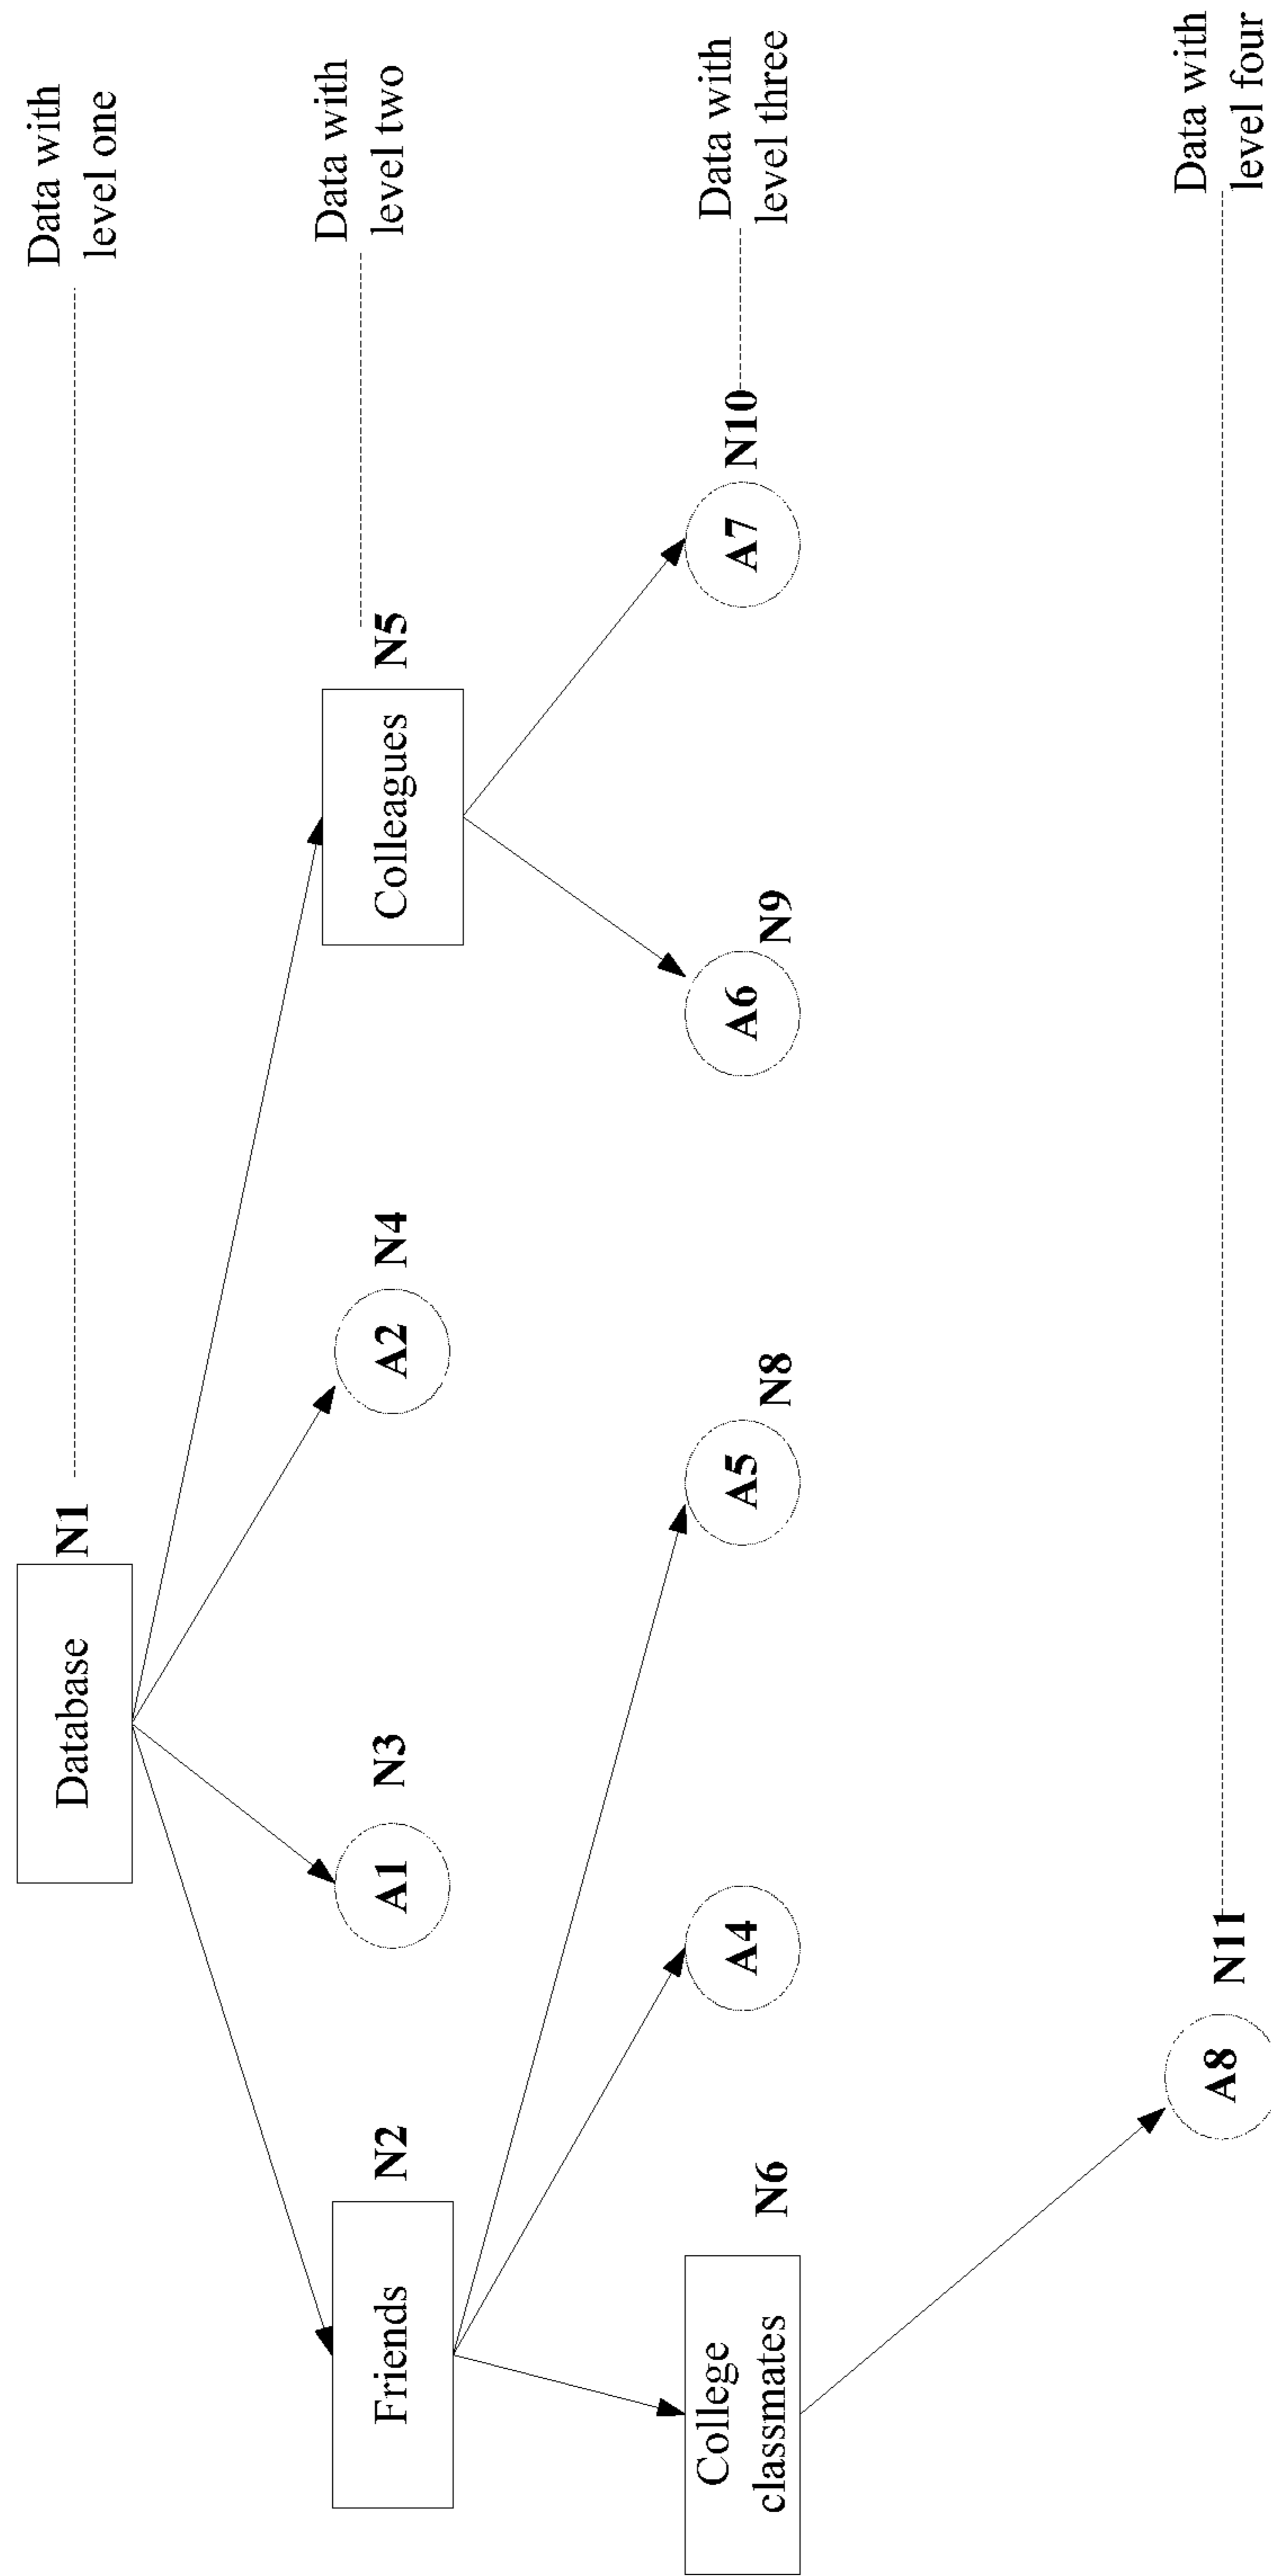 Database
N1
Data with
level one
Friends
N2
A1
N3
A2
N4
Colleagues
N5
Data with
level two
College
classmates
N6
A4
A5
N8
A6
N9
A7
N10
Data with
level three
A8
N11
Data with
level four